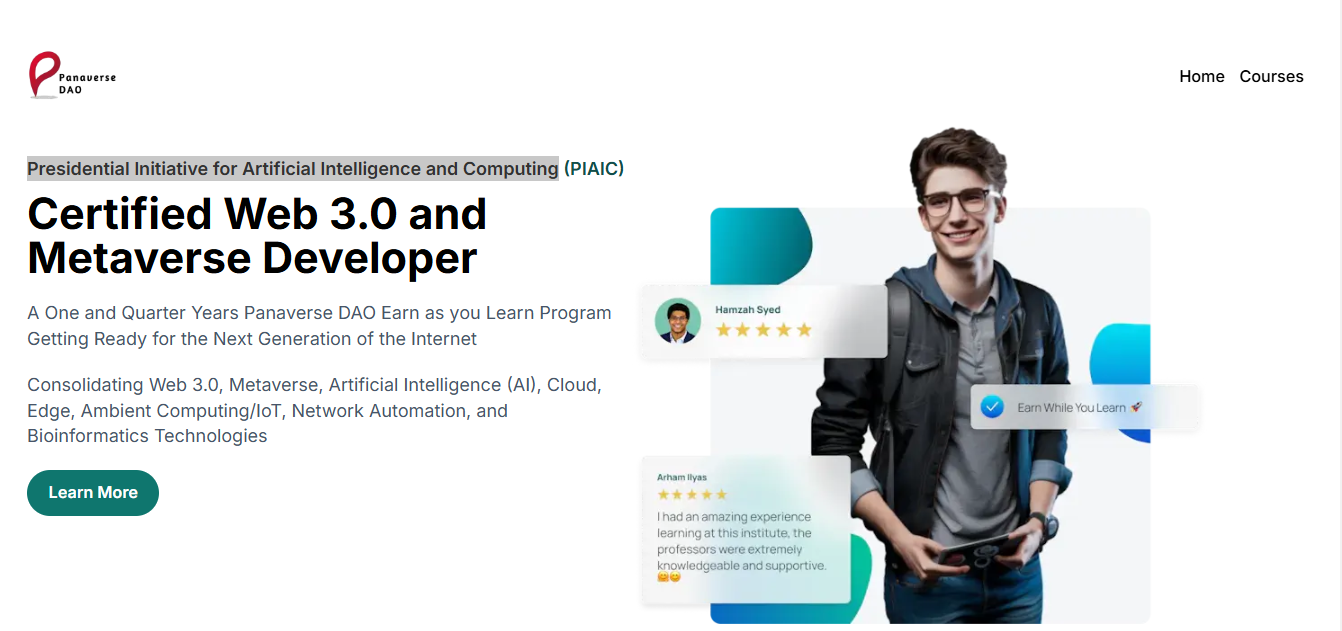 Panaverse
DAO
Home Courses
Presidential Initiative for Artificial Intelligence and Computing (PIAIC)
Certified Web 3.0 and
Metaverse Developer
A One and Quarter Years Panaverse DAO Earn as you Learn Program
Getting Ready for the Next Generation of the Internet
Consolidating Web 3.0, Metaverse, Artificial Intelligence (AI), Cloud,
Edge, Ambient Computing/IoT, Network Automation, and
Bioinformatics Technologies
Learn More
Hamzah Syed
Earn While You Learn 🚀
Arham Ilyas
I had an amazing experience
learning at this institute, the
professors were extremely
knowledgeable and supportive.
🤗😊